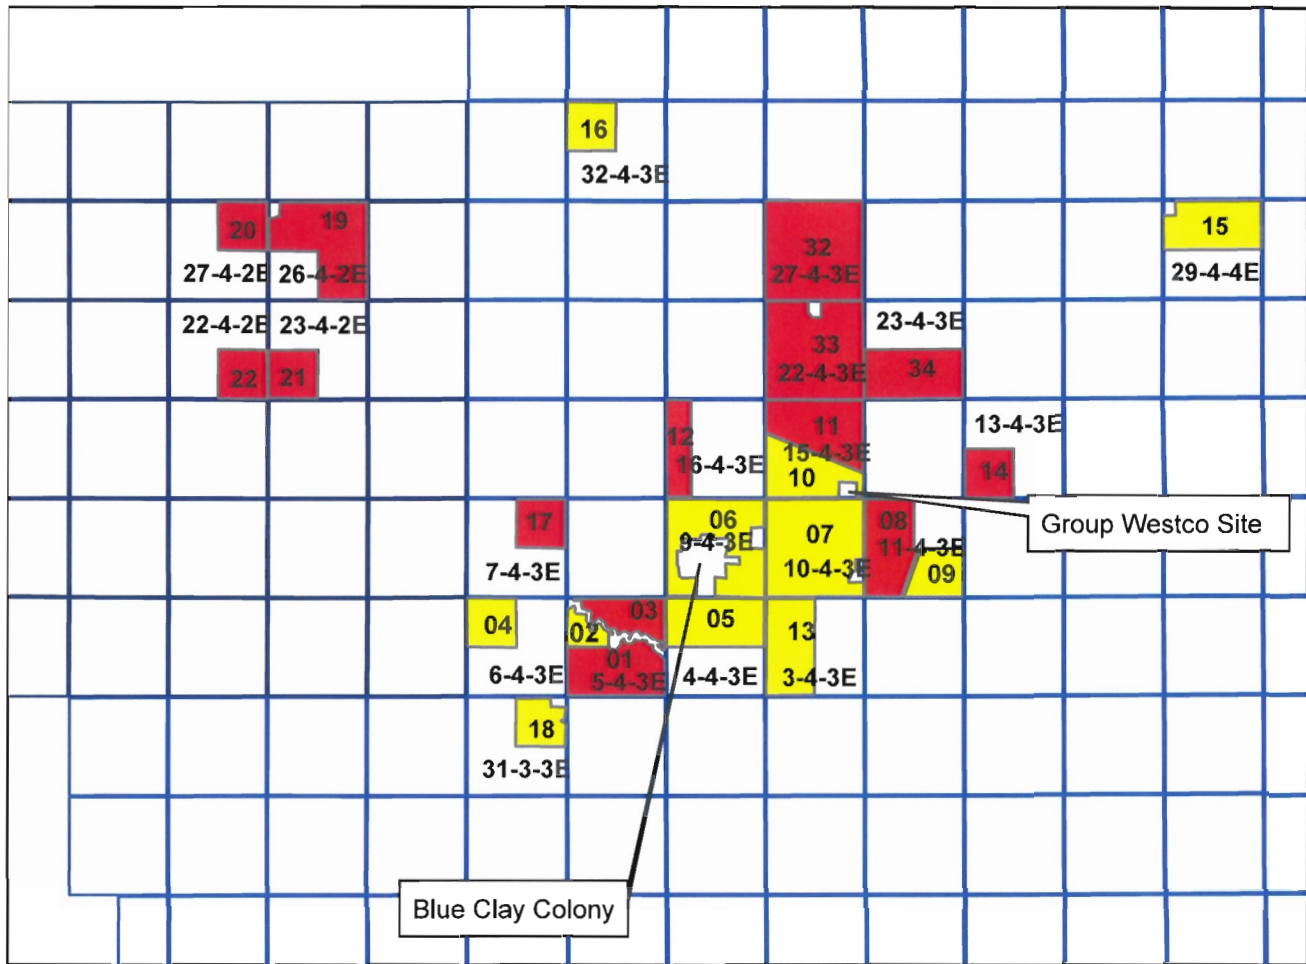 16
32-4-3E
20
19
32
15
27-4-2E
26-4-2E
27-4-3E
29-4-4E
22-4-2E
23-4-2E
23-4-3E
33
22
21
22-4-3E
34
12
11
13-4-3E
16-4-3E
15-4-3E
10
14
17
06
07
08
Group Westco Site
9-4-3E
11-4-3E
7-4-3E
10-4-3E
09
04
02
03
05
13
01
6-4-3E
5-4-3E
4-4-3E
3-4-3E
18
31-3-3E
Blue Clay Colony